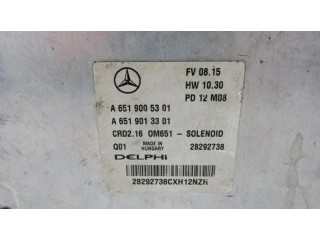 FV 08.15
HW 10.30
PD 12 M08
A 651 900 53 01
A 651 901 33 01
CRD2.16 OM651 - SOLENOID
Q01 MADE IN HUNGARY 28292738
DELPHI
28292738CXH12NZH